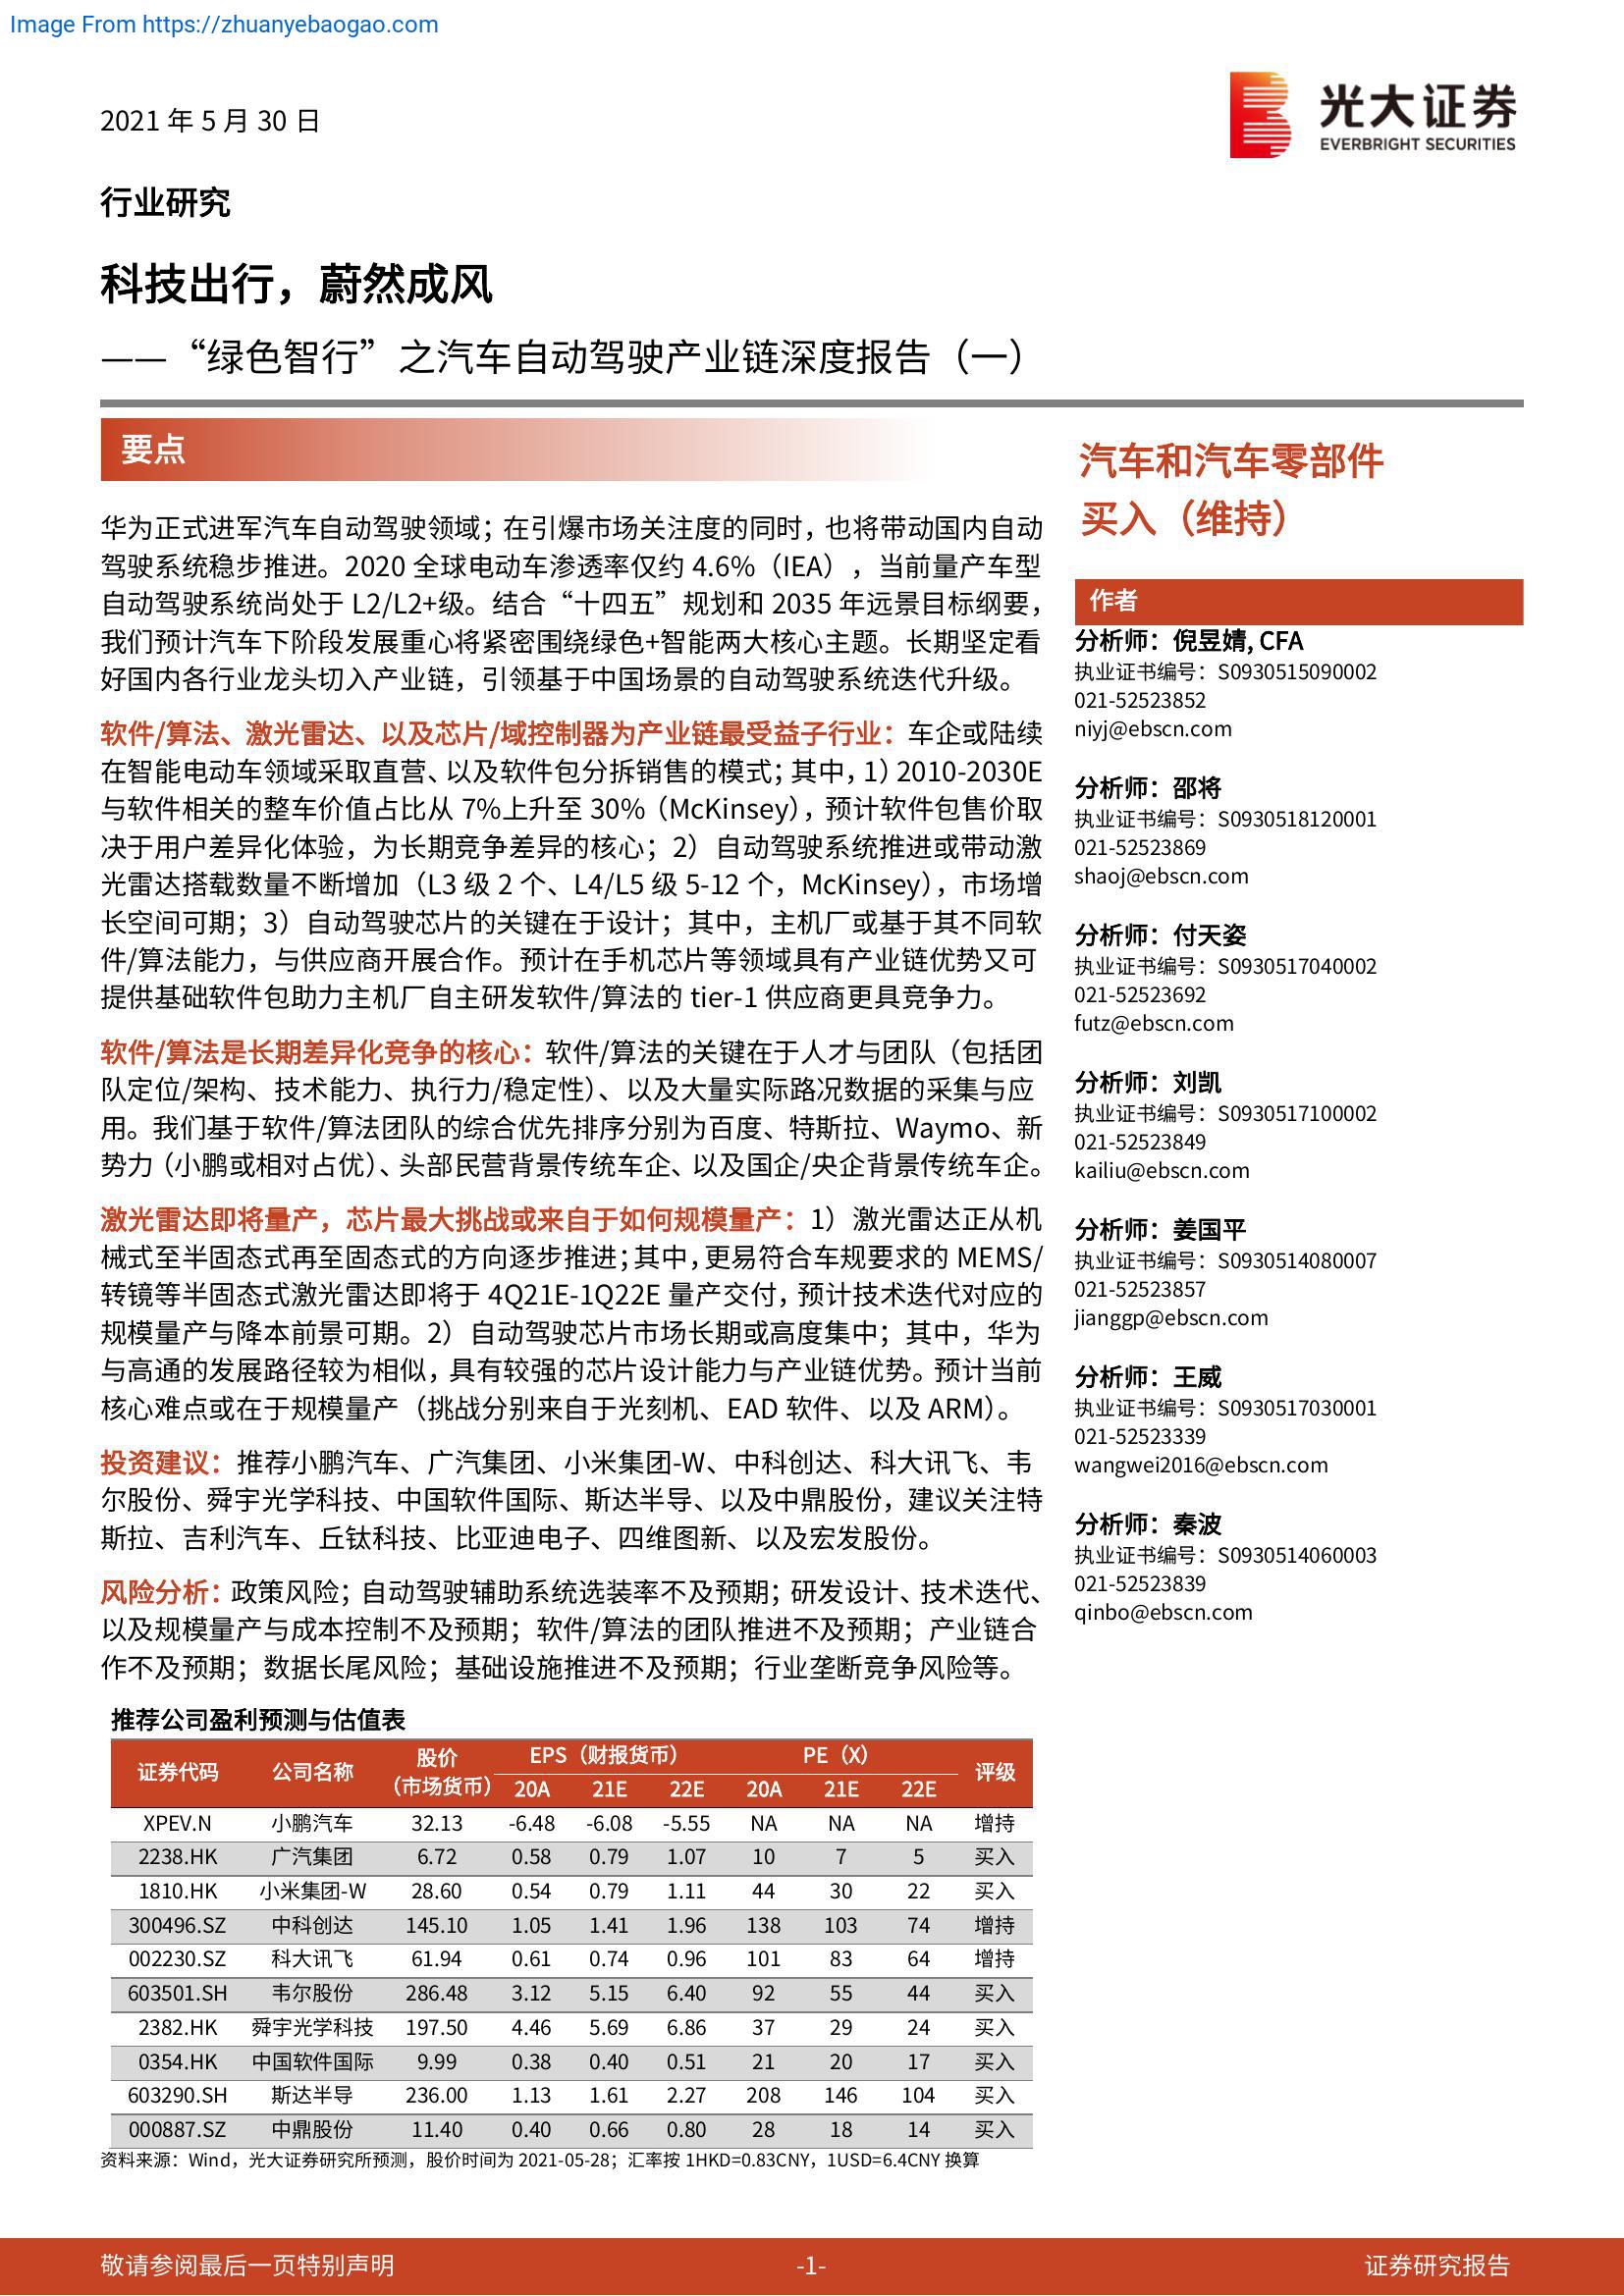 Image From https://zhuanyebaogao.com
2021 年 5 月 30 日
光大证券
EVERBRIGHT SECURITIES
行业研究
科技出行，蔚然成风
——“绿色智行”之汽车自动驾驶产业链深度报告（一）
要点
华为正式进军汽车自动驾驶领域；在引爆市场关注度的同时，也将带动国内自动
驾驶系统稳步推进。2020 全球电动车渗透率仅约 4.6%（IEA），当前量产车型
自动驾驶系统尚处于 L2/L2+级。结合“十四五”规划和 2035 年远景目标纲要，
我们预计汽车下阶段发展重心将紧密围绕绿色+智能两大核心主题。长期坚定看
好国内各行业龙头切入产业链，引领基于中国场景的自动驾驶系统迭代升级。
软件/算法、激光雷达、以及芯片/域控制器为产业链最受益子行业：车企或陆续
在智能电动车领域采取直营、以及软件包分拆销售的模式；其中，1）2010-2030E
与软件相关的整车价值占比从 7%上升至 30%（McKinsey），预计软件包售价取
决于用户差异化体验，为长期竞争差异的核心；2）自动驾驶系统推进或带动激
光雷达搭载数量不断增加（L3 级 2 个、L4/L5 级 5-12 个，McKinsey），市场增
长空间可期；3）自动驾驶芯片的关键在于设计；其中，主机厂或基于其不同软
件/算法能力，与供应商开展合作。预计在手机芯片等领域具有产业链优势又可
提供基础软件包助力主机厂自主研发软件/算法的 tier-1 供应商更具竞争力。
软件/算法是长期差异化竞争的核心：软件/算法的关键在于人才与团队（包括团
队定位/架构、技术能力、执行力/稳定性）、以及大量实际路况数据的采集与应
用。我们基于软件/算法团队的综合优先排序分别为百度、特斯拉、Waymo、新
势力（小鹏或相对占优）、头部民营背景传统车企、以及国企/央企背景传统车企。
激光雷达即将量产，芯片最大挑战或来自于如何规模量产：1）激光雷达正从机
械式至半固态式再至固态式的方向逐步推进；其中，更易符合车规要求的 MEMS/
转镜等半固态式激光雷达即将于 4Q21E-1Q22E 量产交付，预计技术迭代对应的
规模量产与降本前景可期。2）自动驾驶芯片市场长期或高度集中；其中，华为
与高通的发展路径较为相似，具有较强的芯片设计能力与产业链优势。预计当前
核心难点或在于规模量产（挑战分别来自于光刻机、EAD 软件、以及 ARM）。
投资建议：推荐小鹏汽车、广汽集团、小米集团-W、中科创达、科大讯飞、韦
尔股份、舜宇光学科技、中国软件国际、斯达半导、以及中鼎股份，建议关注特
斯拉、吉利汽车、丘钛科技、比亚迪电子、四维图新、以及宏发股份。
风险分析：政策风险；自动驾驶辅助系统选装率不及预期；研发设计、技术迭代、
以及规模量产与成本控制不及预期；软件/算法的团队推进不及预期；产业链合
作不及预期；数据长尾风险；基础设施推进不及预期；行业垄断竞争风险等。
推荐公司盈利预测与估值表
证券代码 公司名称 股价（市场货币） EPS（财报货币） PE（X） 评级
20A 21E 22E 20A 21E 22E
XPEV.N 小鹏汽车 32.13 -6.48 -6.08 -5.55 NA NA NA 增持
2238.HK 广汽集团 6.72 0.58 0.79 1.07 10 7 5 买入
1810.HK 小米集团-W 28.60 0.54 0.79 1.11 44 30 22 买入
300496.SZ 中科创达 145.10 1.05 1.41 1.96 138 103 74 增持
002230.SZ 科大讯飞 61.94 0.61 0.74 0.96 101 83 64 增持
603501.SH 韦尔股份 286.48 3.12 5.15 6.40 92 55 44 买入
2382.HK 舜宇光学科技 197.50 4.46 5.69 6.86 37 29 24 买入
0354.HK 中国软件国际 9.99 0.38 0.40 0.51 21 20 17 买入
603290.SH 斯达半导 236.00 1.13 1.61 2.27 208 146 104 买入
000887.SZ 中鼎股份 11.40 0.40 0.66 0.80 28 18 14 买入
资料来源：Wind，光大证券研究所预测，股价时间为 2021-05-28；汇率按 1HKD=0.83CNY，1USD=6.4CNY 换算
汽车和汽车零部件
买入（维持）
作者
分析师：倪昱婧, CFA
执业证书编号：S0930515090002
021-52523852
niyj@ebscn.com
分析师：邵将
执业证书编号：S0930518120001
021-52523869
shaoj@ebscn.com
分析师：付天姿
执业证书编号：S0930517040002
021-52523692
futz@ebscn.com
分析师：刘凯
执业证书编号：S0930517100002
021-52523849
kailiu@ebscn.com
分析师：姜国平
执业证书编号：S0930514080007
021-52523857
jianggp@ebscn.com
分析师：王威
执业证书编号：S0930517030001
021-52523339
wangwei2016@ebscn.com
分析师：秦波
执业证书编号：S0930514060003
021-52523839
qinbo@ebscn.com
敬请参阅最后一页特别声明
-1-
证券研究报告